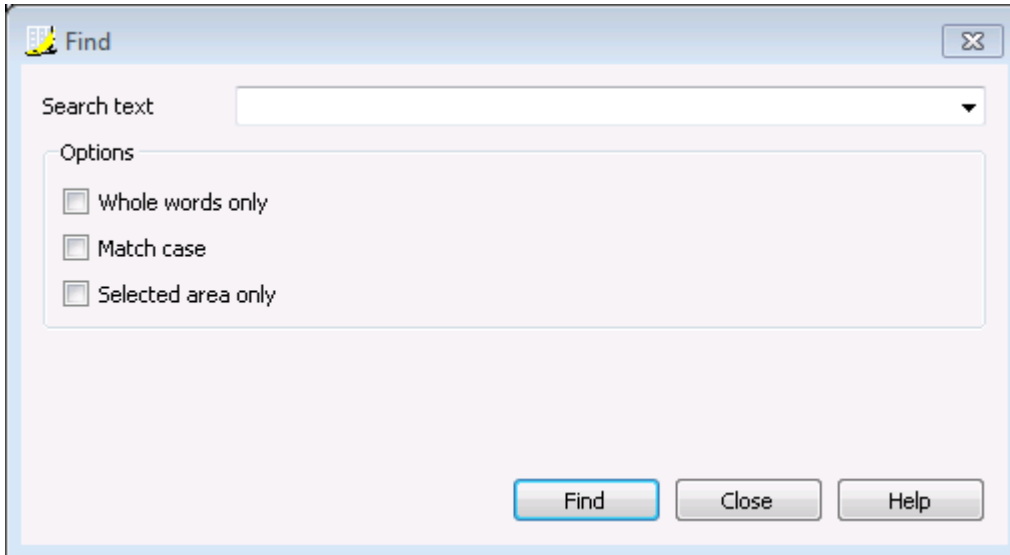 Find
Search text
Options
Whole words only
Match case
Selected area only
Find Close Help